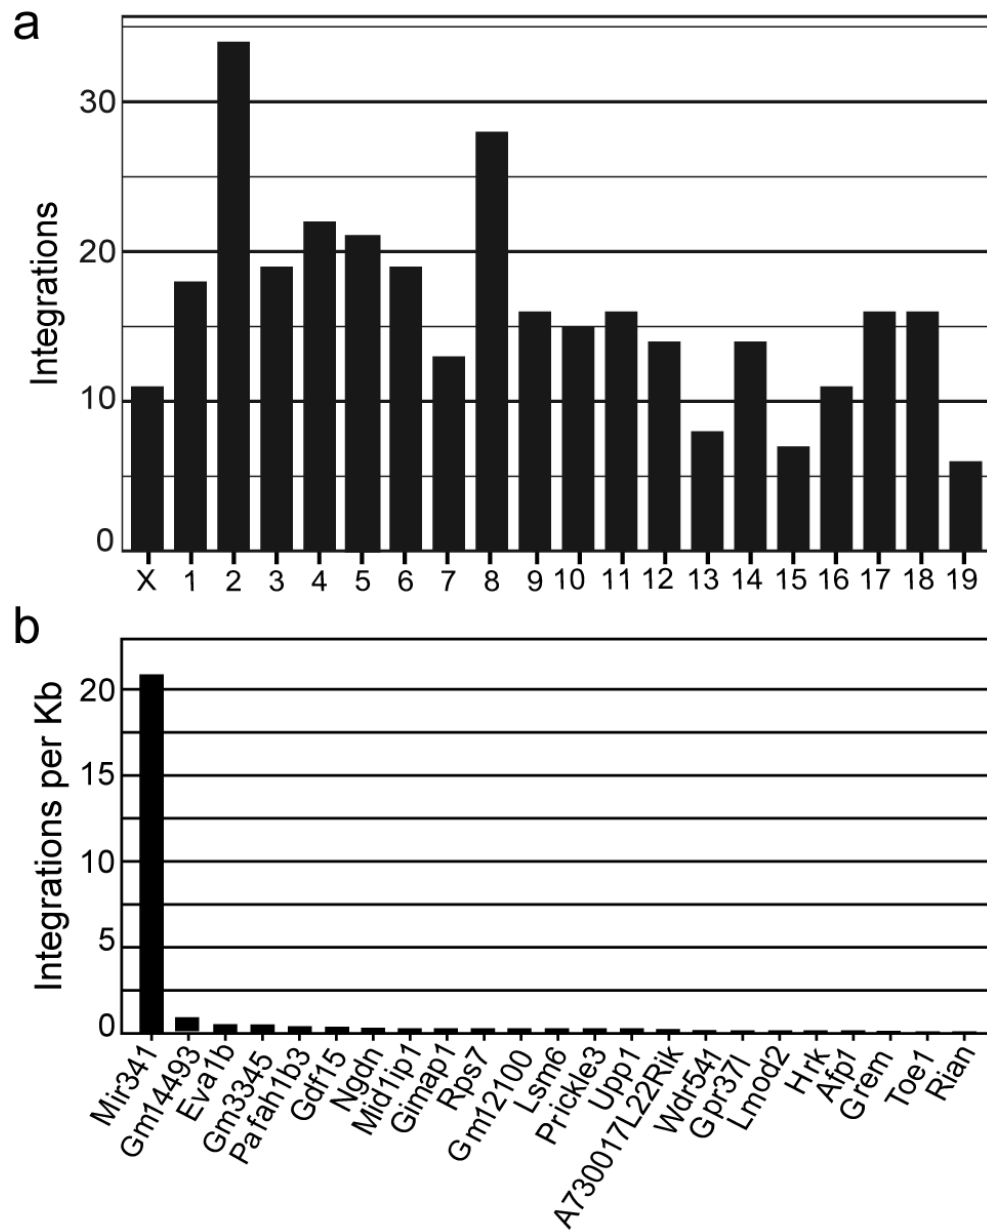 a
Integrations
30
20
10
0
X 1 2 3 4 5 6 7 8 9 10 11 12 13 14 15 16 17 18 19
b
Integrations per Kb
20
15
10
5
0
Mir341
Gm14493
Eva1b
Gm3345
Pafah1b3
Gdf15
Ngdn
Mid1ip1
Gimap1
Rps7
Gm12100
Lsm6
Prickle3
Upp1
A730017L22Rik
Wdr541
Gpr37l
Lmod2
Hrk
Afp1
Grem
Toe1
Rian